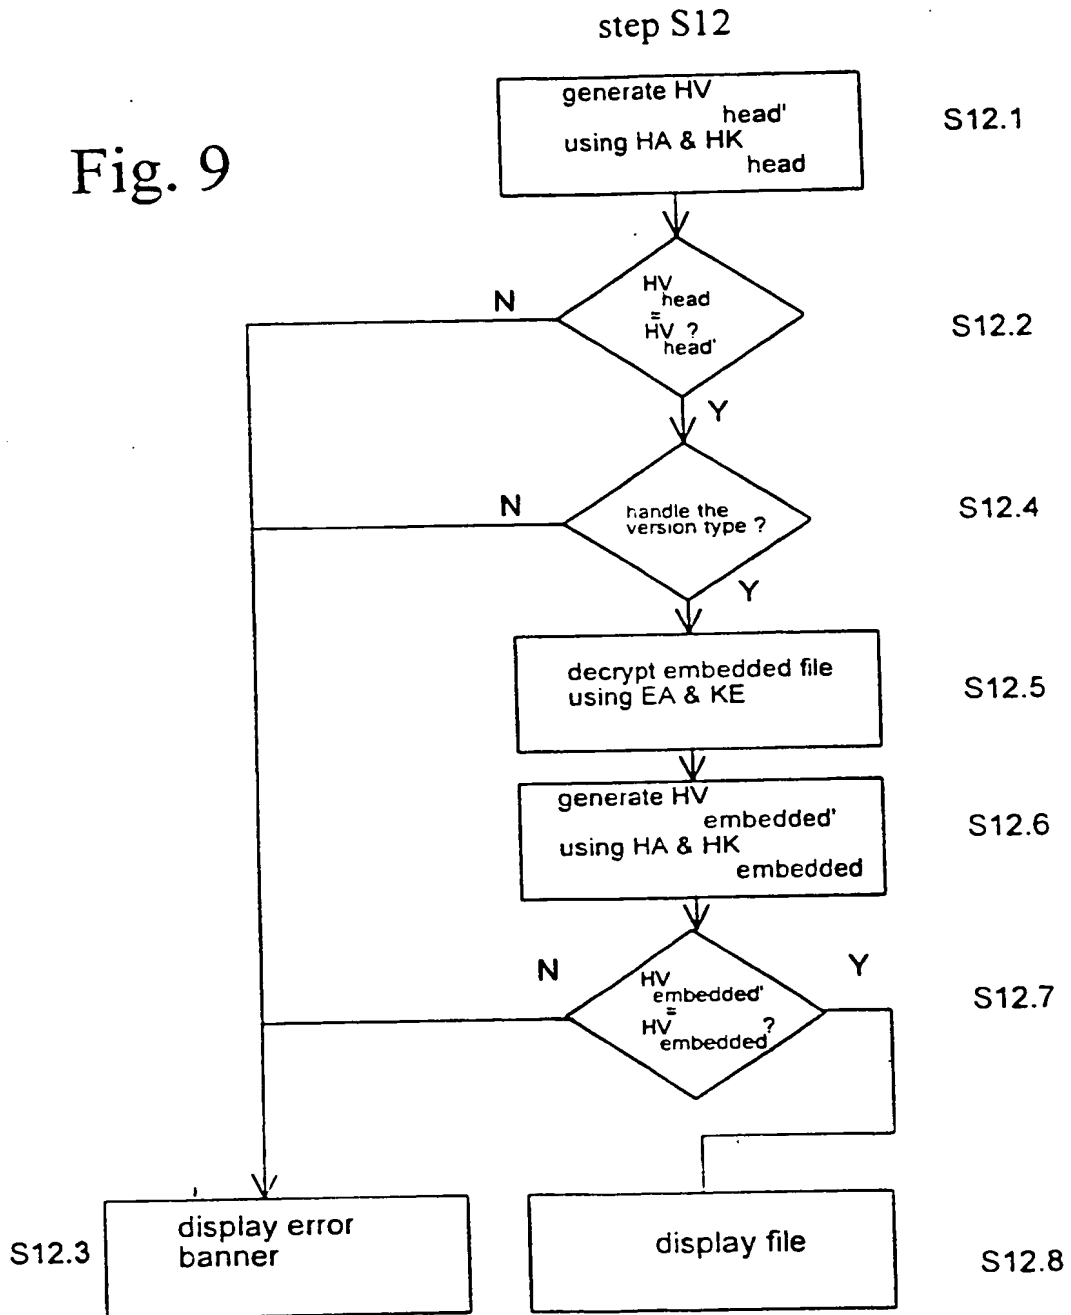 step S12
Fig. 9
generate HV
head'
using HA & HK
head
S12.1
N
HV
head
=
HV ?
head'
S12.2
Y
N
handle the
version type ?
S12.4
Y
decrypt embedded file
using EA & KE
S12.5
generate HV
embedded'
using HA & HK
embedded
S12.6
N
Y
HV
embedded'
=
HV ?
embedded
S12.7
S12.3
display error
banner
display file
S12.8